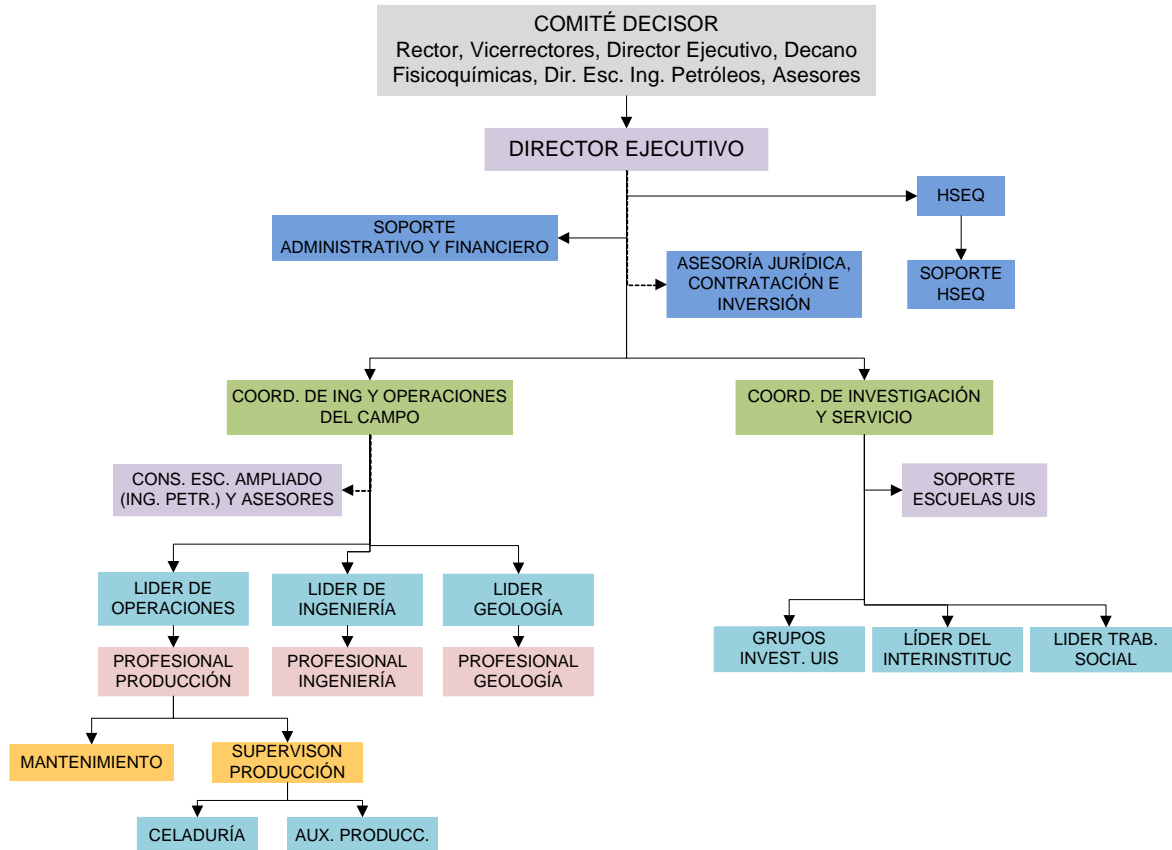 COMITÉ DECISOR
Rector, Vicerrectores, Director Ejecutivo, Decano
Fisicoquímicas, Dir. Esc. Ing. Petróleos, Asesores
DIRECTOR EJECUTIVO
HSEQ
SOPORTE
ADMINISTRATIVO Y FINANCIERO
ASESORÍA JURÍDICA,
CONTRATACIÓN E
INVERSIÓN
SOPORTE
HSEQ
COORD. DE ING Y OPERACIONES
DEL CAMPO
COORD. DE INVESTIGACIÓN
Y SERVICIO
CONS. ESC. AMPLIADO
(ING. PETR.) Y ASESORES
SOPORTE
ESCUELAS UIS
LIDER DE
OPERACIONES
LIDER DE
INGENIERÍA
LIDER
GEOLOGÍA
GRUPOS
INVEST. UIS
LÍDER DEL
INTERINSTITUC
LIDER TRAB.
SOCIAL
PROFESIONAL
PRODUCCIÓN
PROFESIONAL
INGENIERÍA
PROFESIONAL
GEOLOGÍA
MANTENIMIENTO
SUPERVISON
PRODUCCIÓN
CELADURÍA
AUX. PRODUCC.